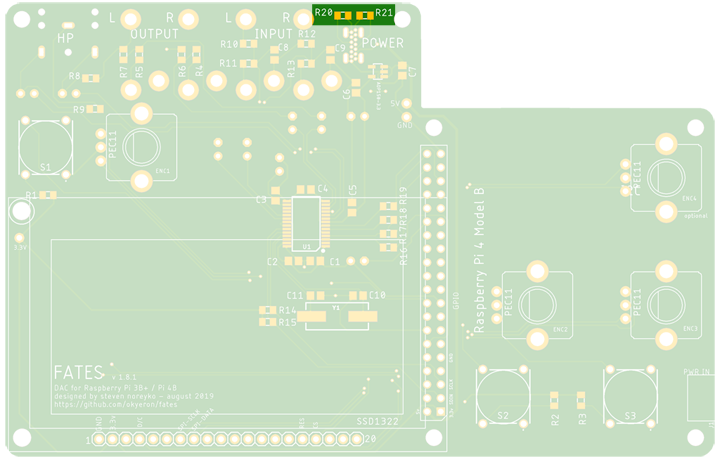 L R L R R20 R21
HP OUTPUT INPUT POWER
R10 C8 R12 C9
R7 R5 R6 R4 R11 R13
R8 C6 C7
R9 5V
GND
S1 PEC11 ENC1
PEC11 ENC4
optional
R1 C3 C4 C5 R19
R18
R17
R16
U1
3.3V
C2 C1
Raspberry Pi 4 Model B
GPIO
C11 C10
Y1
R14
R15
PEC11 ENC2
PEC11 ENC3
FATES v 1.8.1
DAC for Raspberry Pi 3B+ / Pi 4B
designed by steven noreyko - august 2019
https://github.com/okyeron/fates
SSD1322
1 20
GND
S2 R2 R3 S3
PWR IN